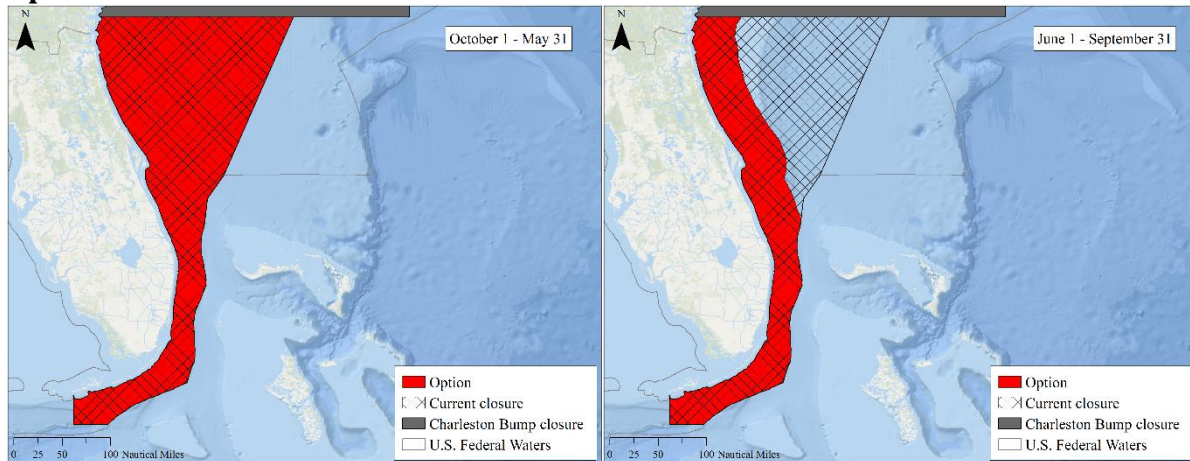 N
October 1 - May 31
Option
Current closure
Charleston Bump closure
U.S. Federal Waters
0 25 50 100 Nautical Miles
N
June 1 - September 31
Option
Current closure
Charleston Bump closure
U.S. Federal Waters
0 25 50 100 Nautical Miles